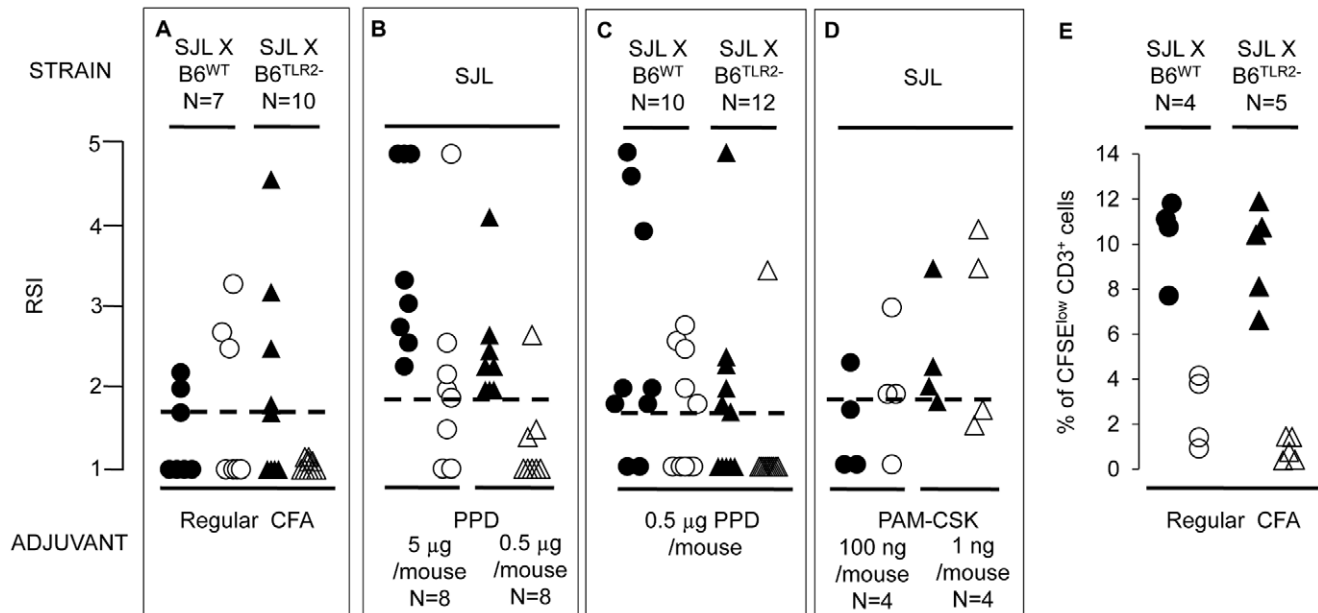 STRAIN
RSI
5
4
3
2
1
ADJUVANT
A
SJL X
B6WT
N=7
SJL X
B6TLR2-
N=10
Regular CFA
B
SJL
PPD
5 μg
/mouse
N=8
0.5 μg
/mouse
N=8
C
SJL X
B6WT
N=10
SJL X
B6TLR2-
N=12
0.5 μg PPD
/mouse
D
SJL
PAM-CSK
100 ng
/mouse
N=4
1 ng
/mouse
N=4
E
SJL X
B6WT
N=4
SJL X
B6TLR2-
N=5
% of CFSElow CD3+ cells
14
12
10
8
6
4
2
0
Regular CFA